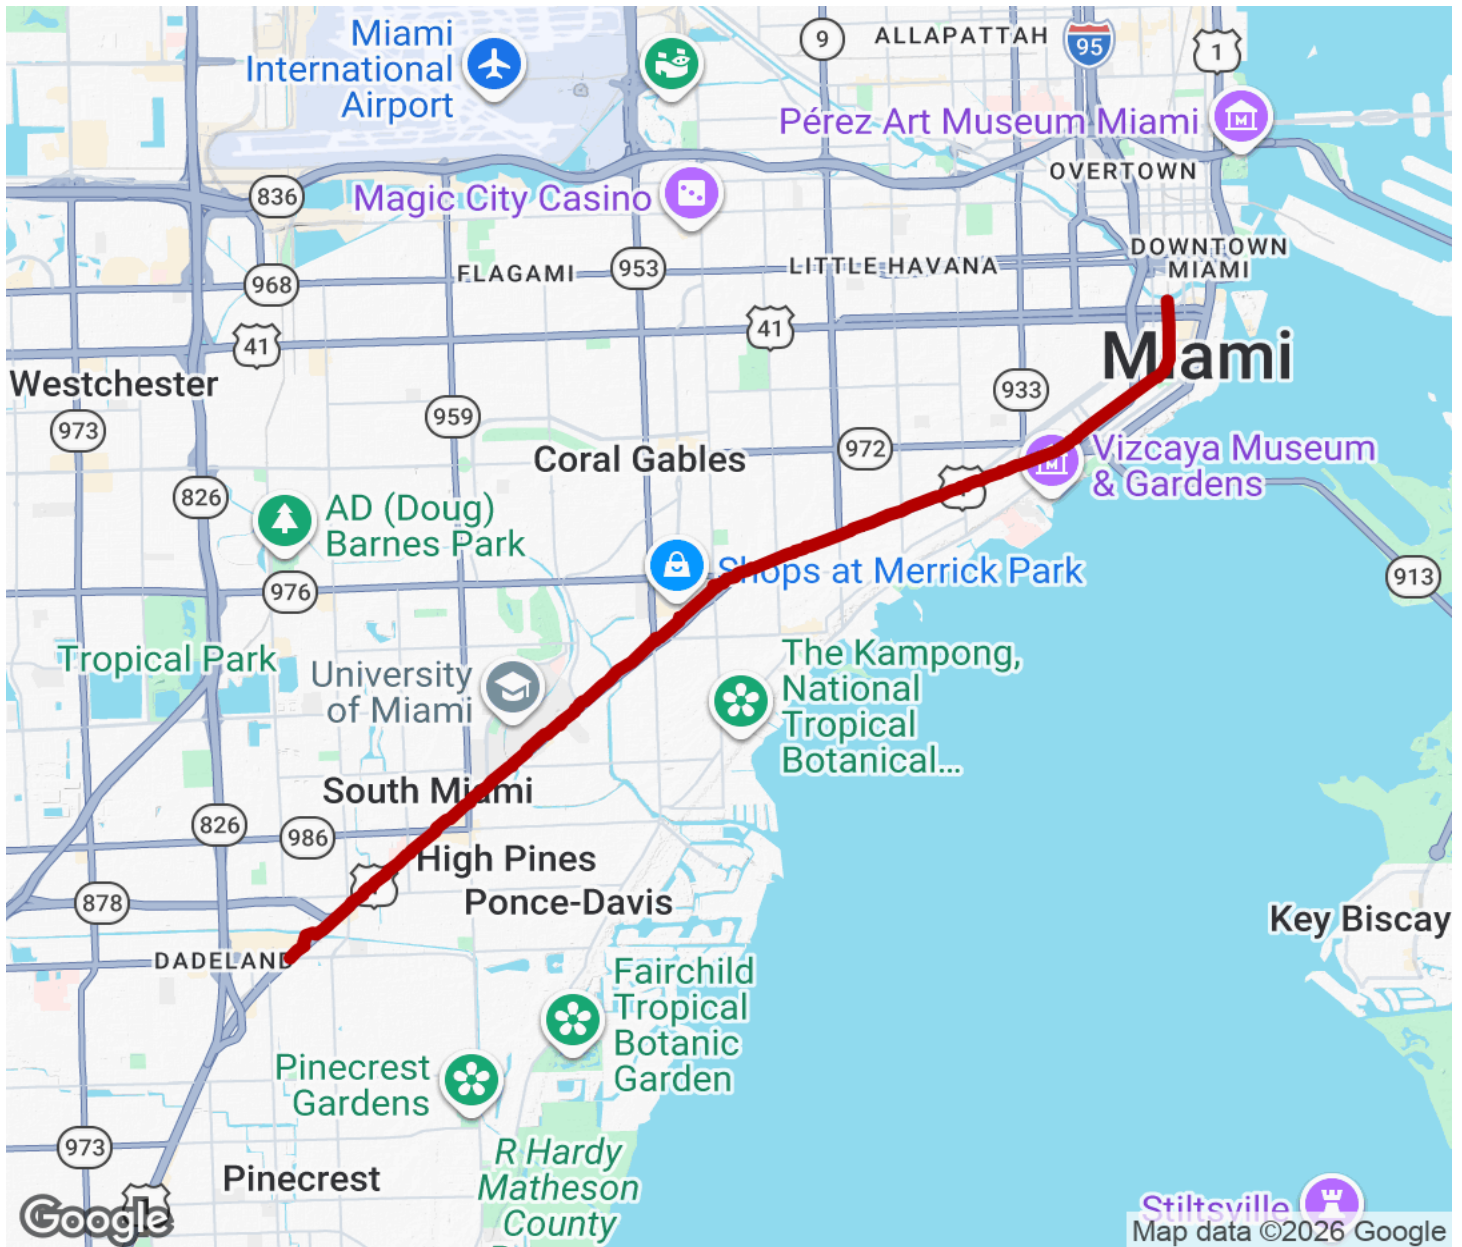 Miami
International
Airport
9
ALLAPATTAH
95
1
Pérez Art Museum Miami
OVERTOWN
836
Magic City Casino
DOWNTOWN
MIAMI
968
FLAGAMI
953
LITTLE HAVANA
41
41
Miami
Westchester
933
973
959
972
Coral Gables
Vizcaya Museum
& Gardens
826
AD (Doug)
Barnes Park
976
Shops at Merrick Park
913
Tropical Park
University
of Miami
The Kampong,
National
Tropical
Botanical...
South Miami
826
986
High Pines
878
Ponce-Davis
Key Biscay
DADELAND
Fairchild
Tropical
Botanic
Garden
Pinecrest
Gardens
973
R Hardy
Matheson
County
Pinecrest
Stiltsville
Google
Map data ©2026 Google